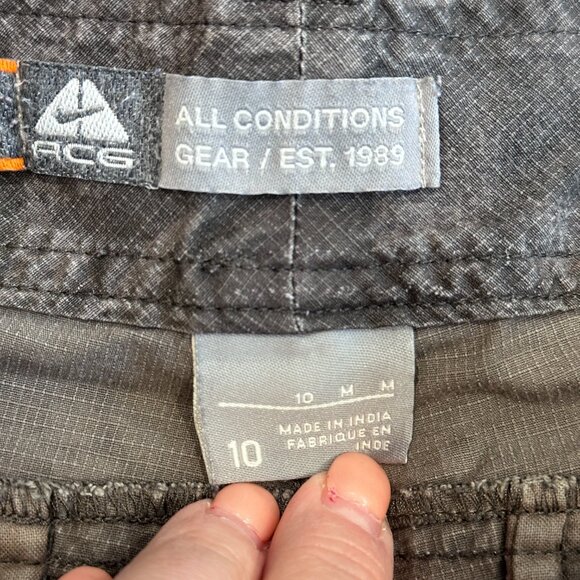 ACG
ALL CONDITIONS
GEAR / EST. 1989
10 M M
10
MADE IN INDIA
FABRIQUE EN
INDE